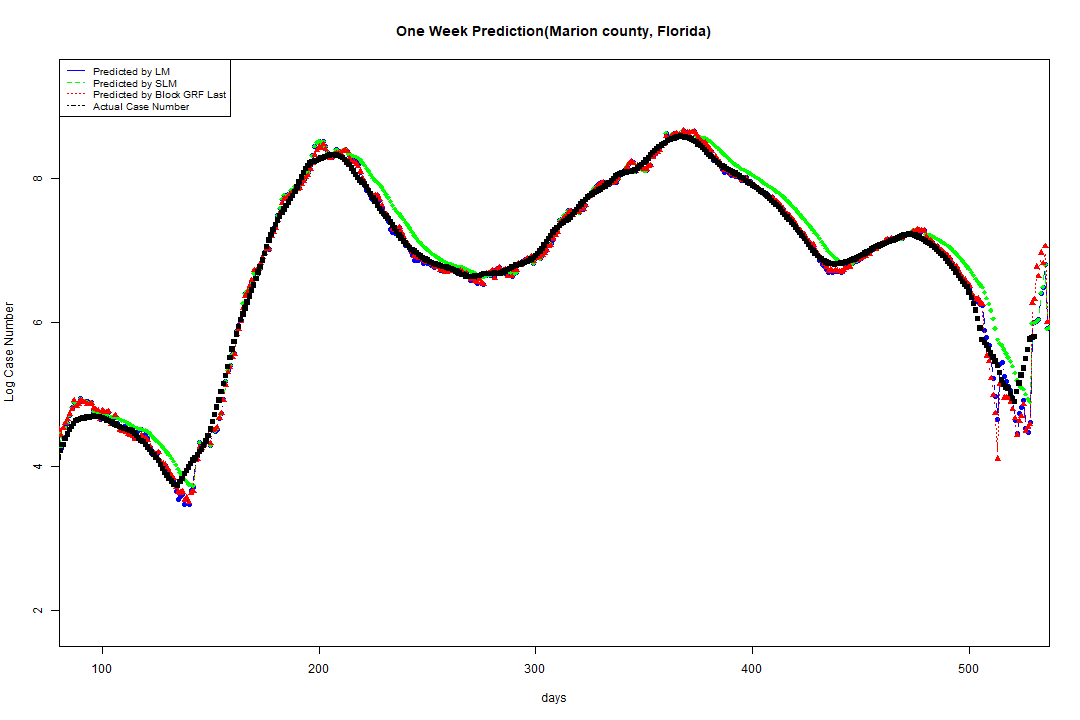 One Week Prediction(Marion county, Florida)
Predicted by LM
Predicted by SLM
Predicted by Block GRF Last
Actual Case Number
8
6
4
2
Log Case Number
100 200 300 400 500
days